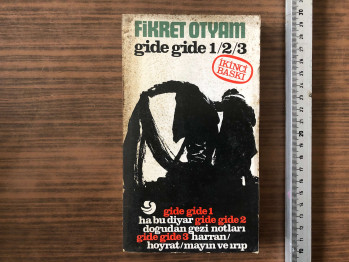 FİKRET OTYAM
gide gide 1/2/3
İKİNCİ
BASKI
gide gide 1
ha bu diyar gide gide 2
doğudan gezi notları
gide gide 3 harran/
hoyrat/mayın ve ırıp